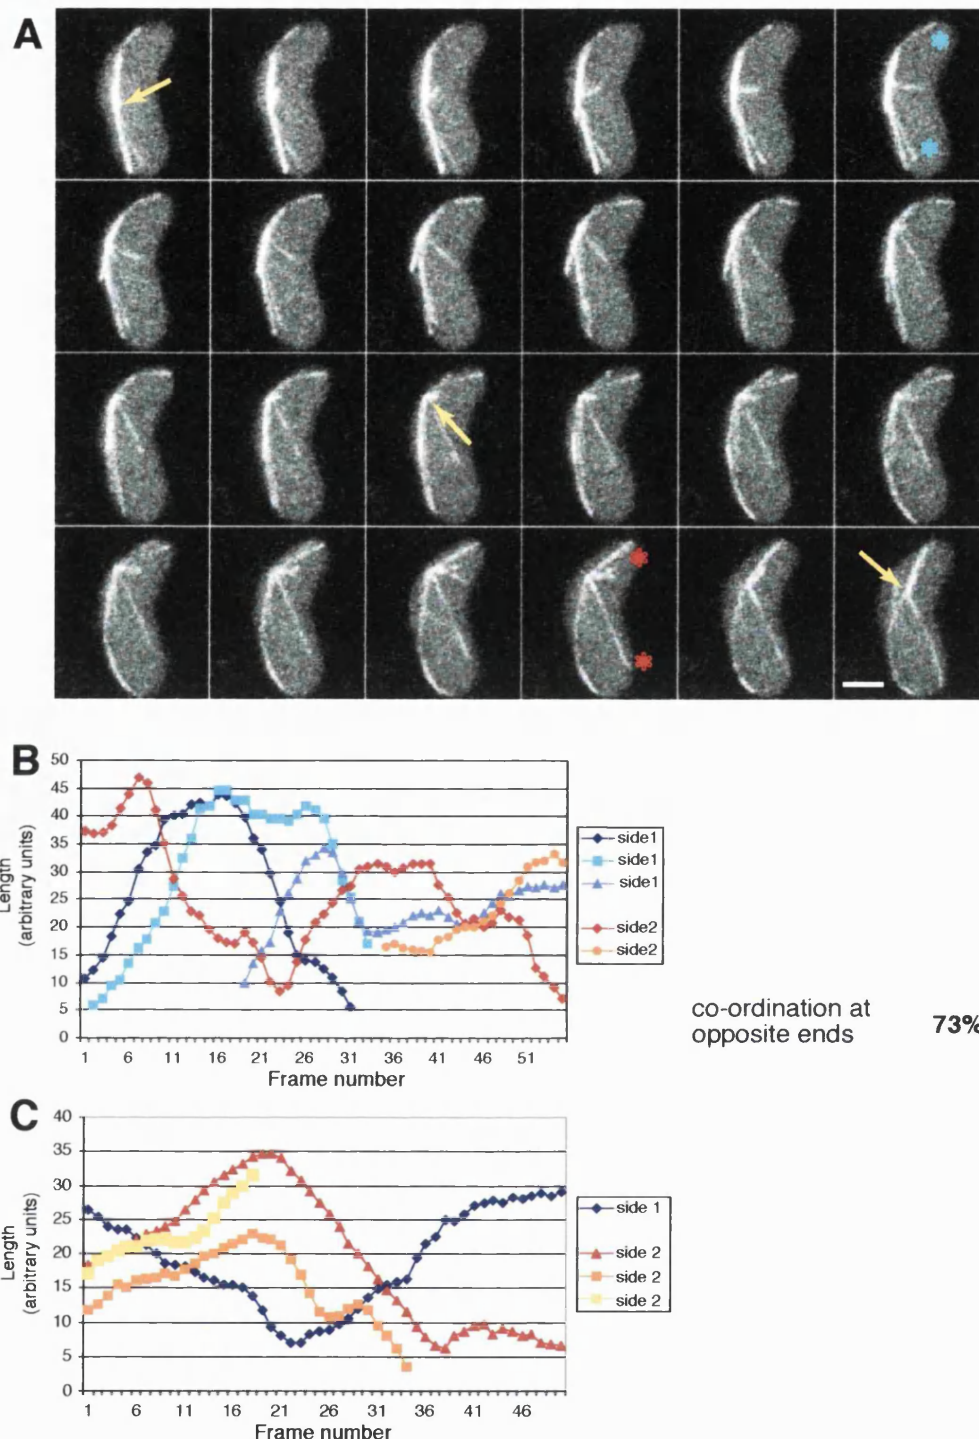 A
B
50
45
40
35
30
25
20
15
10
5
0
Length
(arbitrary units)
1 6 11 16 21 26 31 36 41 46 51
Frame number
side1
side1
side1
side2
side2
co-ordination at
opposite ends 73%
C
40
35
30
25
20
15
10
5
0
Length
(arbitrary units)
1 6 11 16 21 26 31 36 41 46
Frame number
side 1
side 2
side 2
side 2